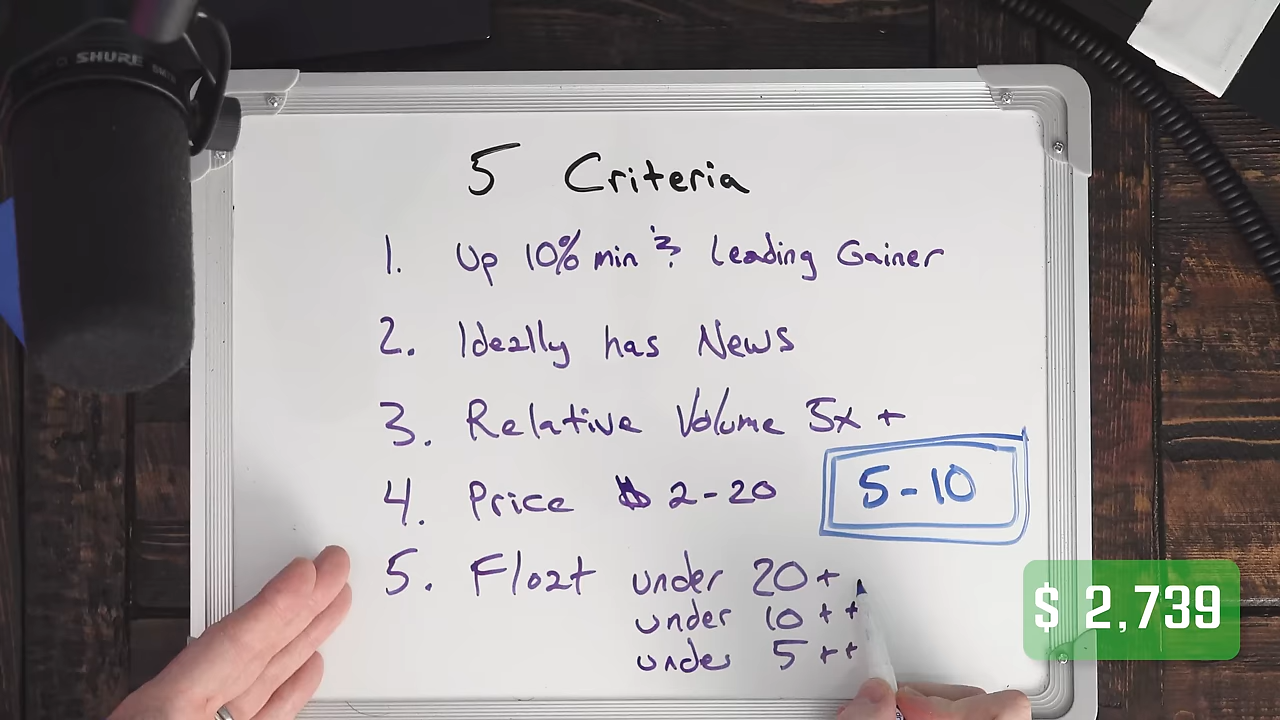 SHURE
5 Criteria
1. Up 10% min & Leading Gainer
2. Ideally has News
3. Relative Volume 5x +
4. Price $ 2-20
5-10
5. Float under 20 +
under 10 + +
under 5 + +
$ 2,739